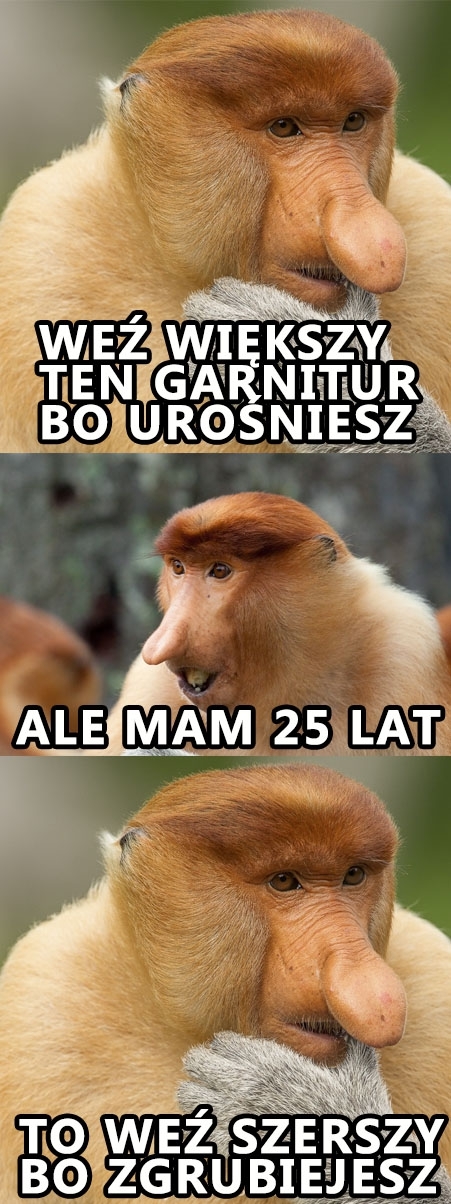 WEŹ WIĘKSZY
TEN GARNITUR
BO UROŚNIESZ
ALE MAM 25 LAT
TO WEŹ SZERSZY
BO ZGRUBIEJESZ